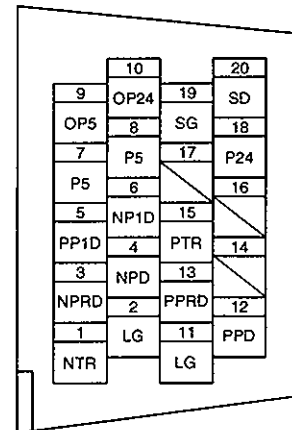 10
20
9
OP24
19
SD
OP5
8
SG
18
7
P5
17
P24
P5
6
16
5
NP1D
15
PP1D
4
PTR
14
3
NPD
13
NPRD
2
PPRD
12
1
LG
11
PPD
NTR
LG